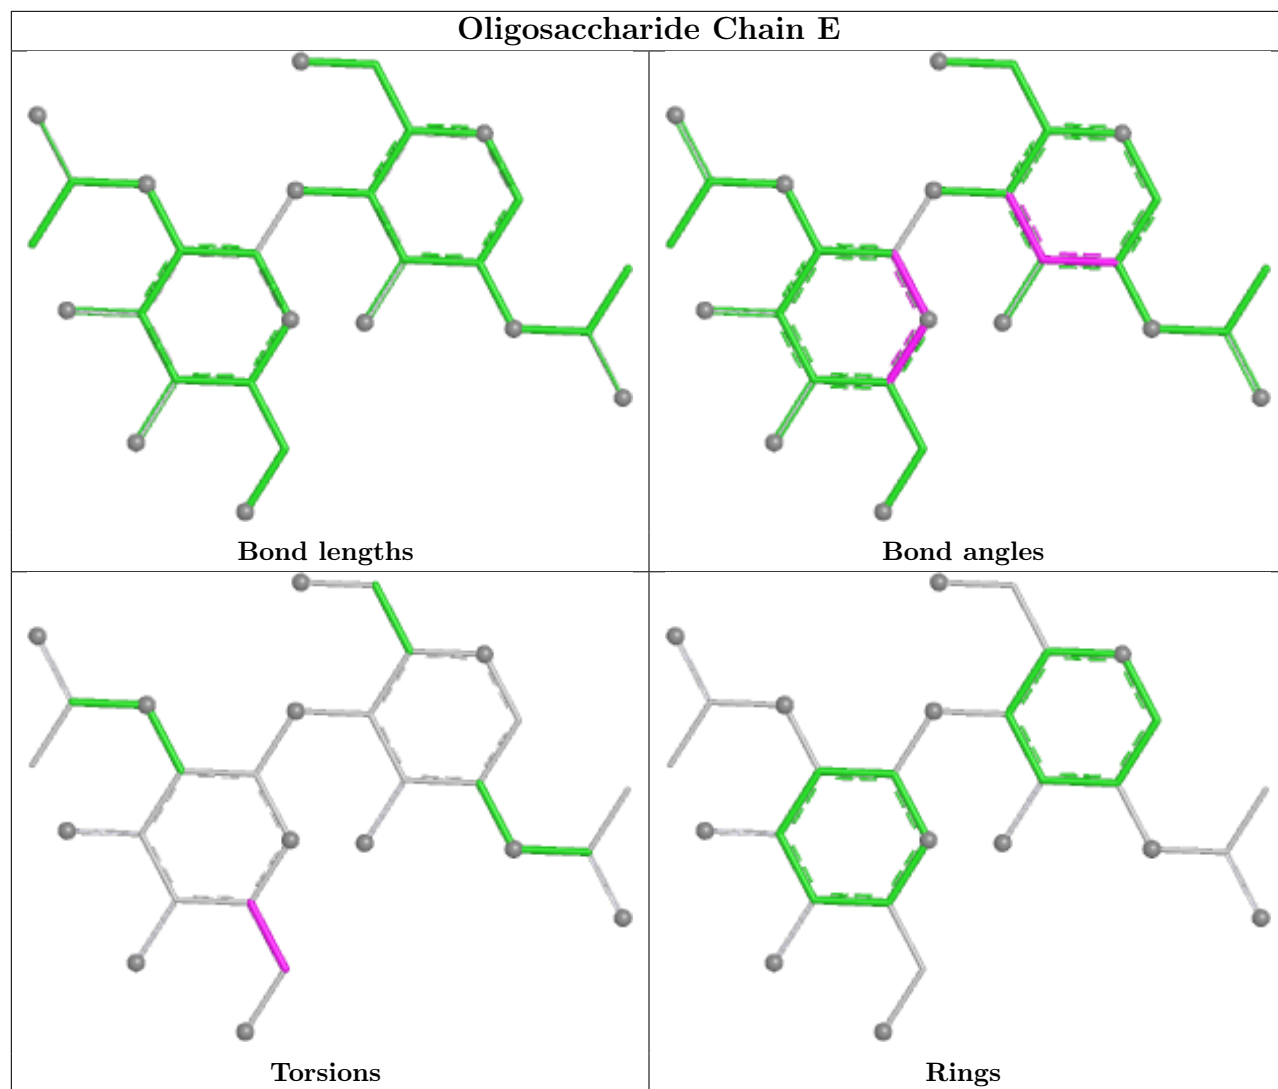 Oligosaccharide Chain E
Bond lengths
Bond angles
Torsions
Rings